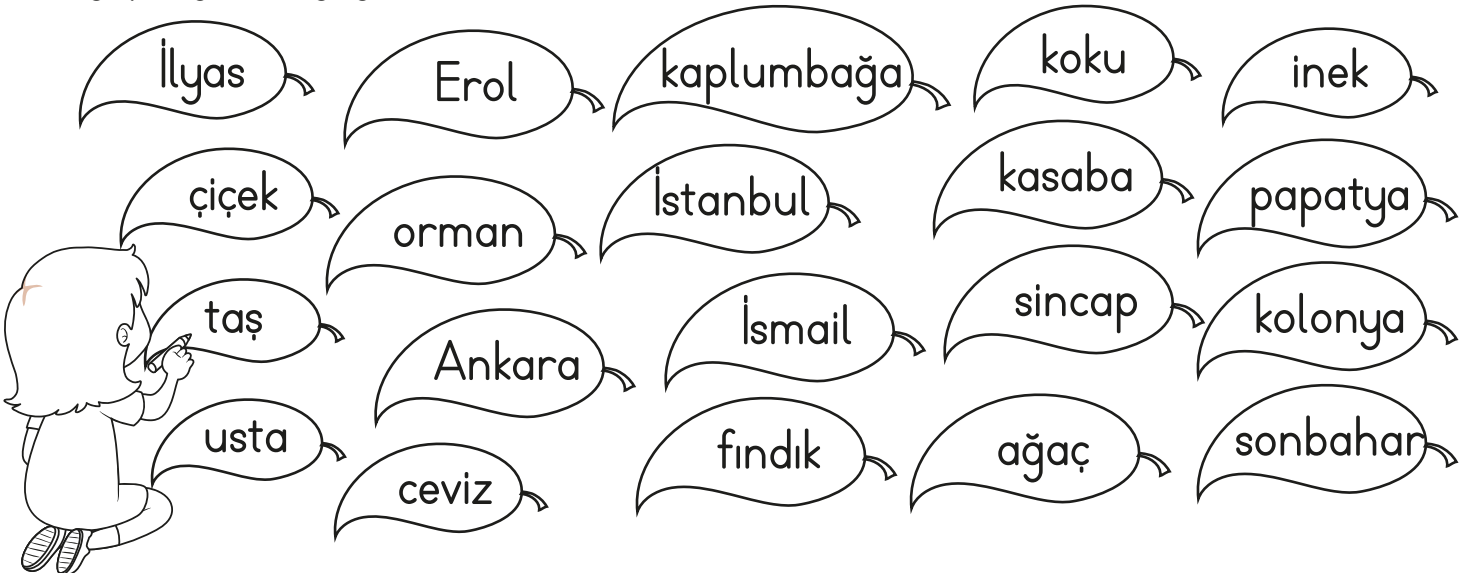 İlyas
Erol
kaplumbağa
koku
inek
çiçek
orman
İstanbul
kasaba
papatya
taş
Ankara
İsmail
sincap
kolonya
usta
ceviz
fındık
ağaç
sonbahar